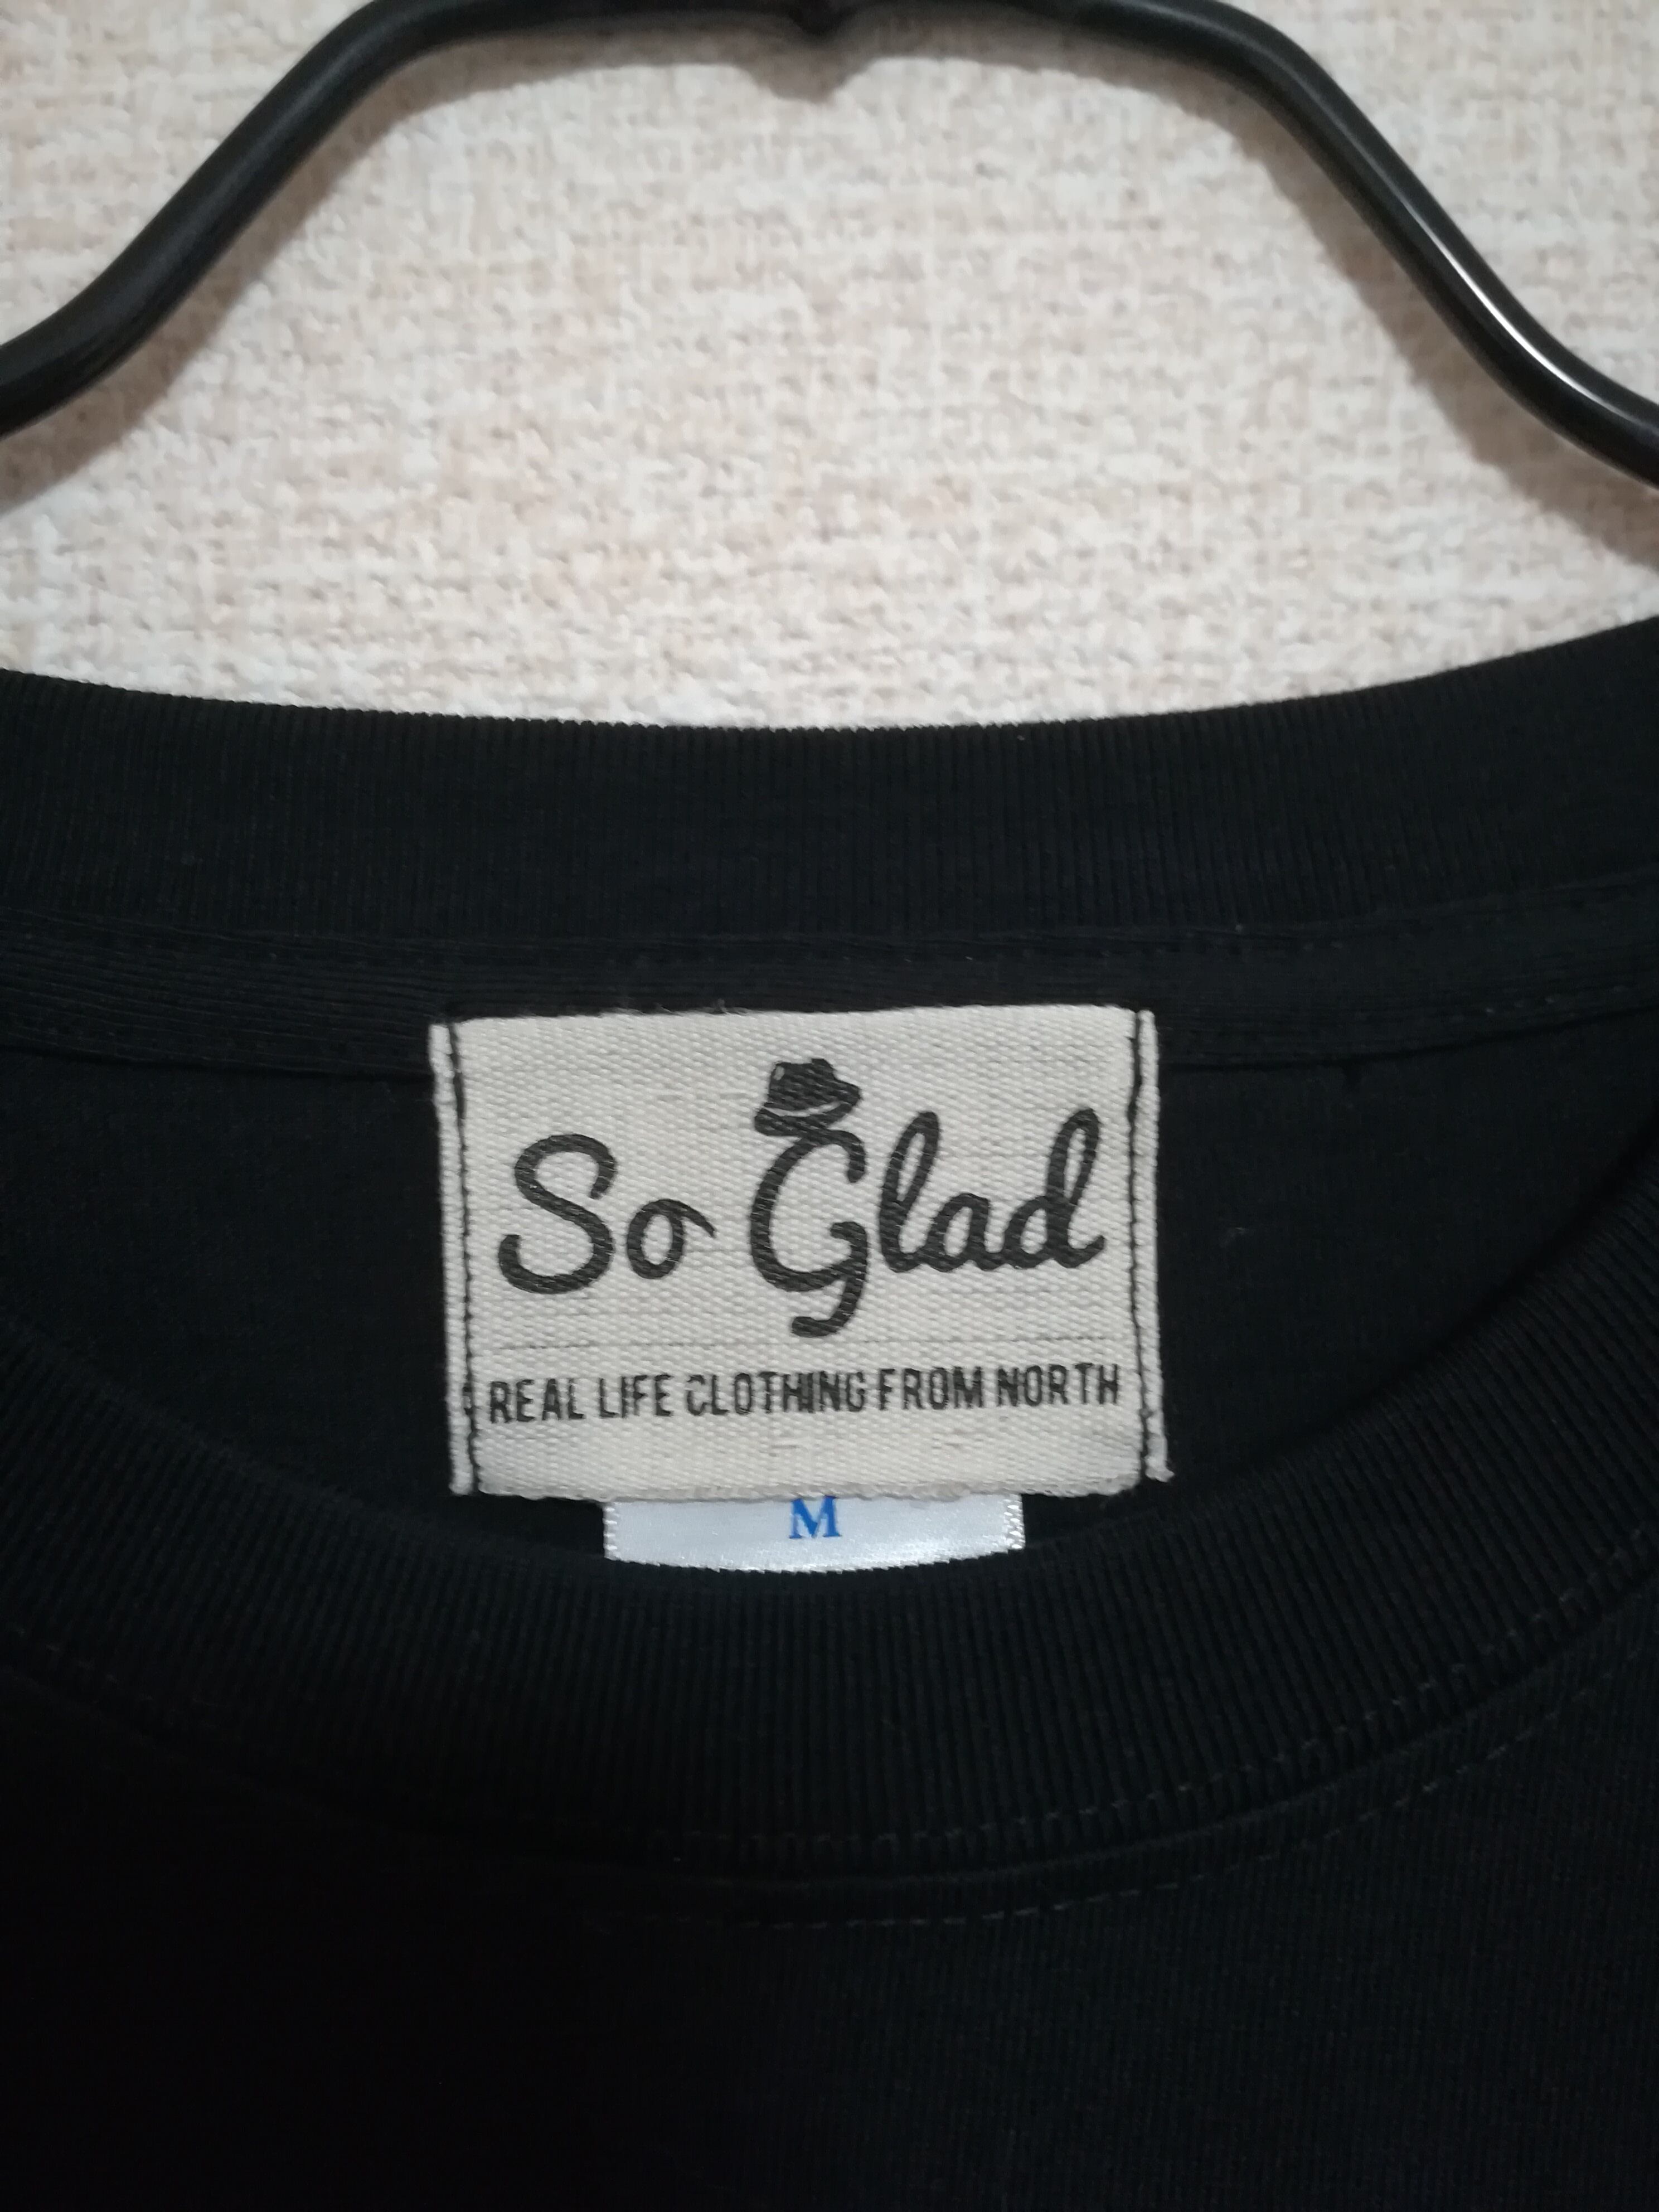 So Glad
REAL LIFE CLOTHING FROM NORTH
M